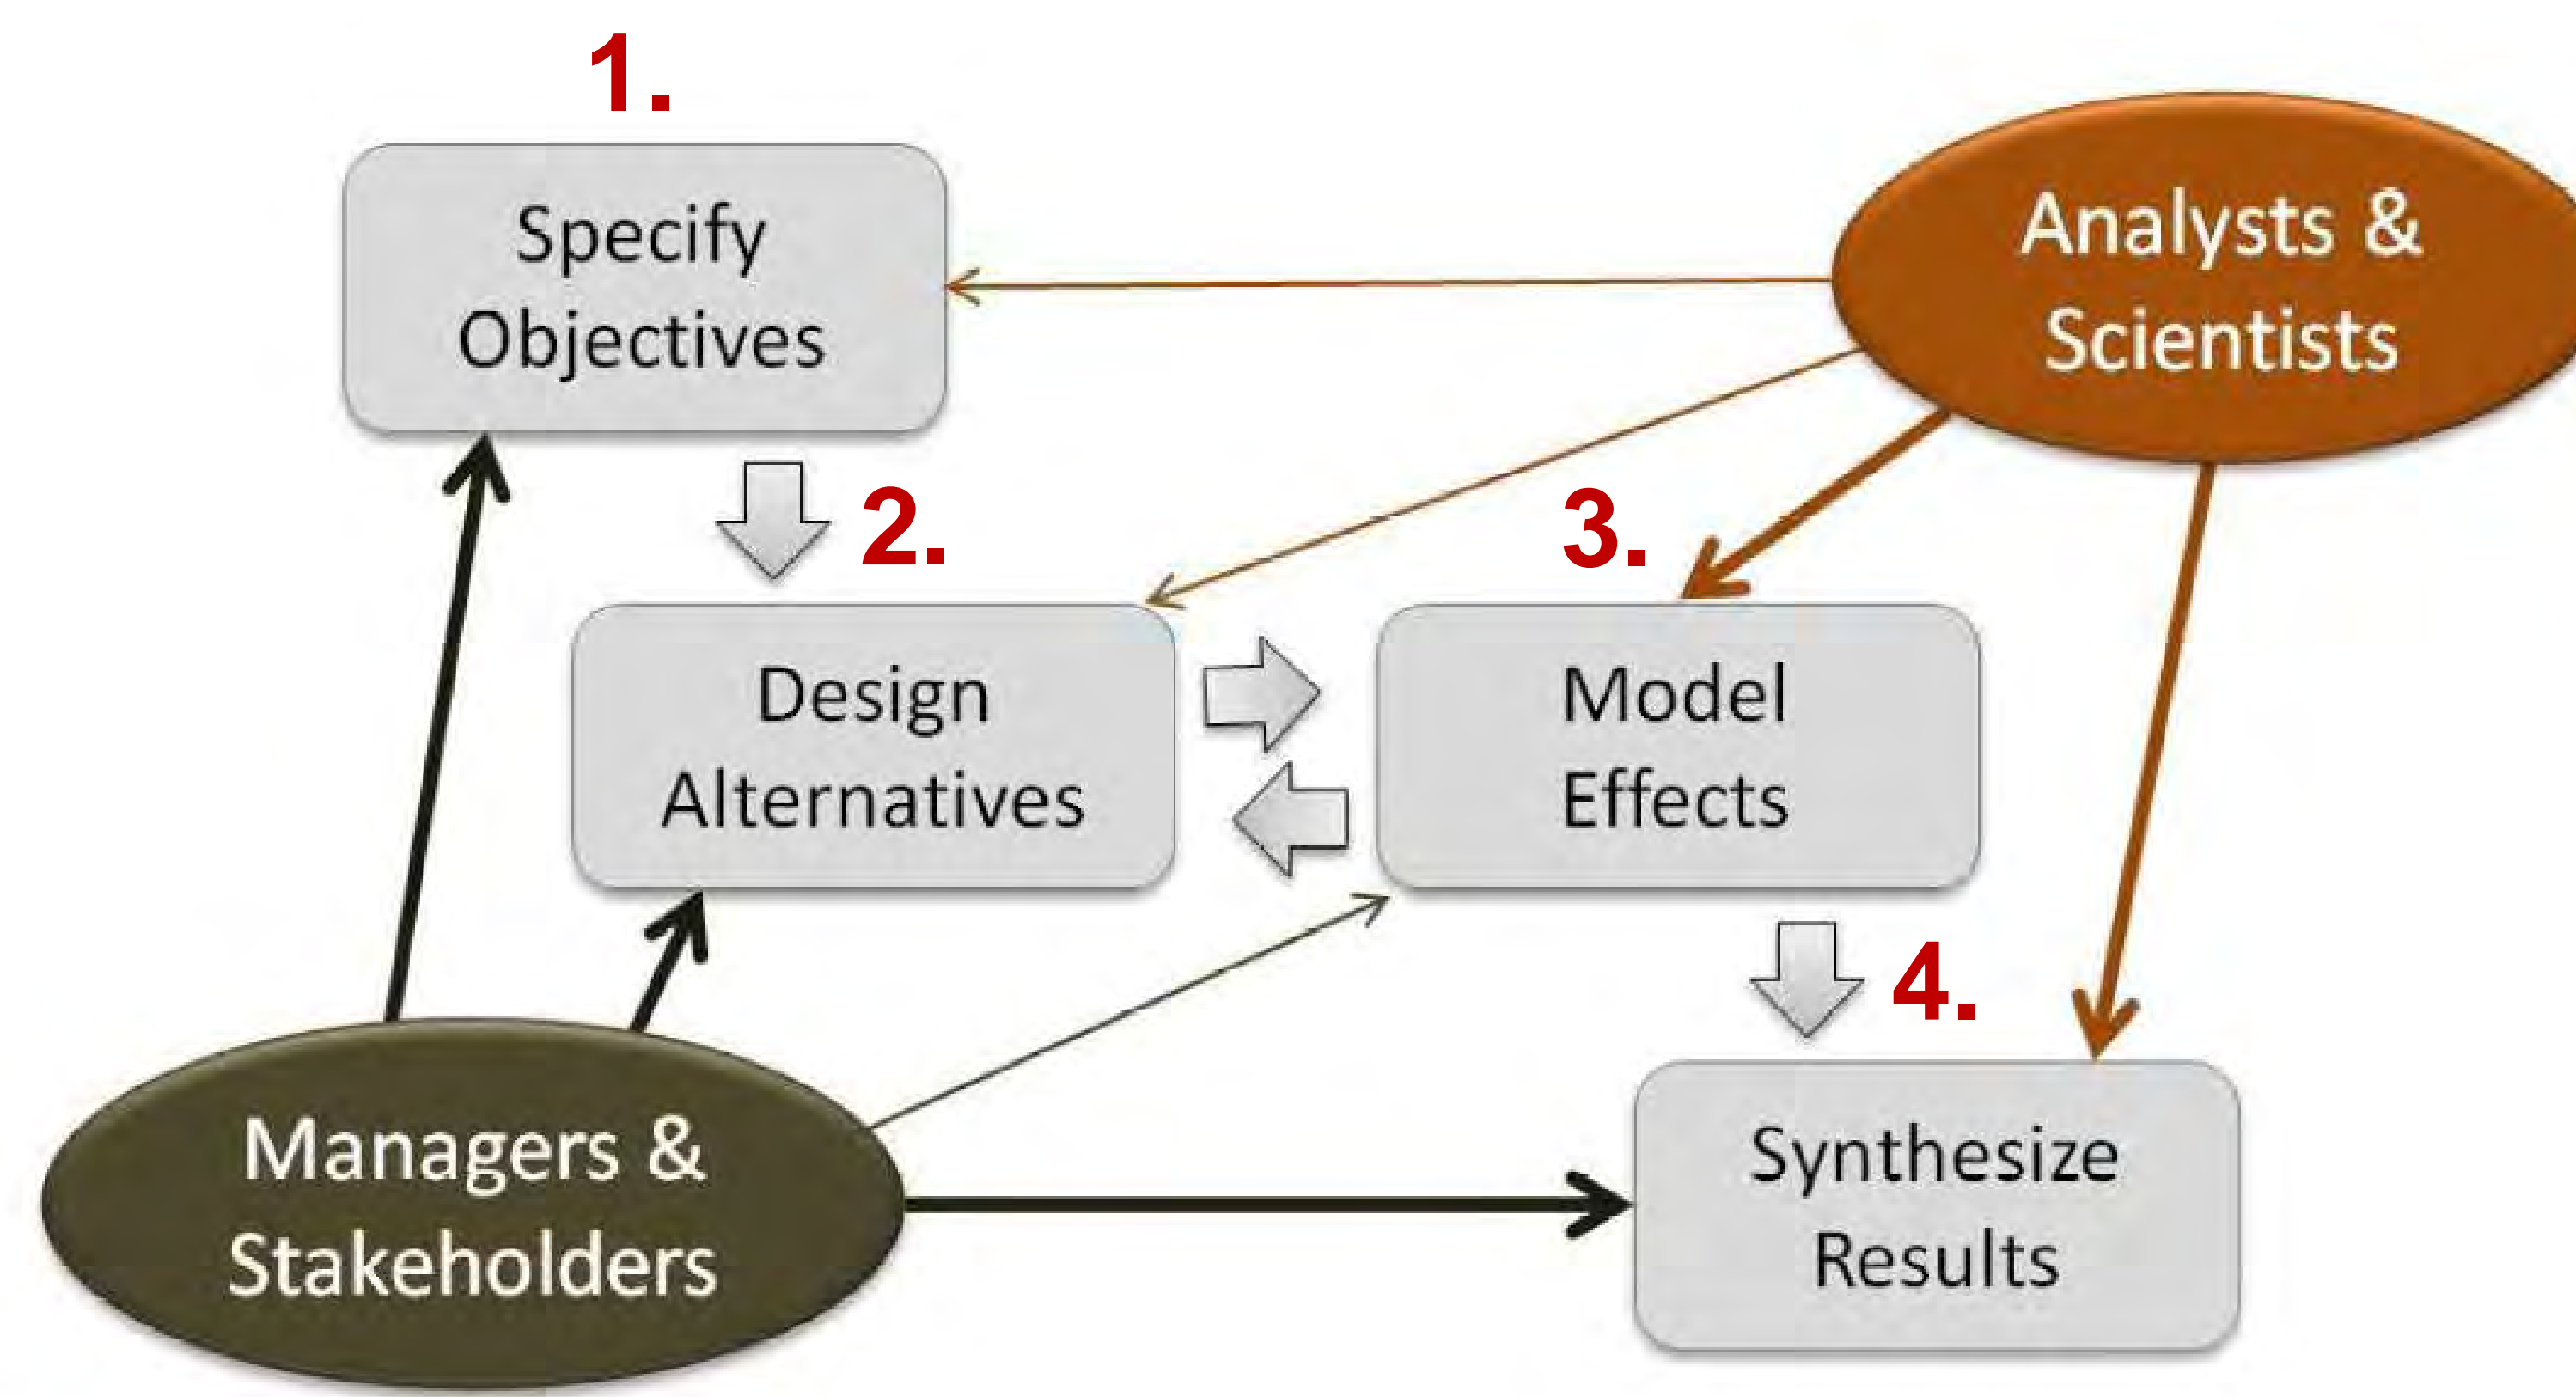 1.
Specify
Objectives
Analysts &
Scientists
2.
3.
Design
Alternatives
Model
Effects
4.
Managers &
Stakeholders
Synthesize
Results